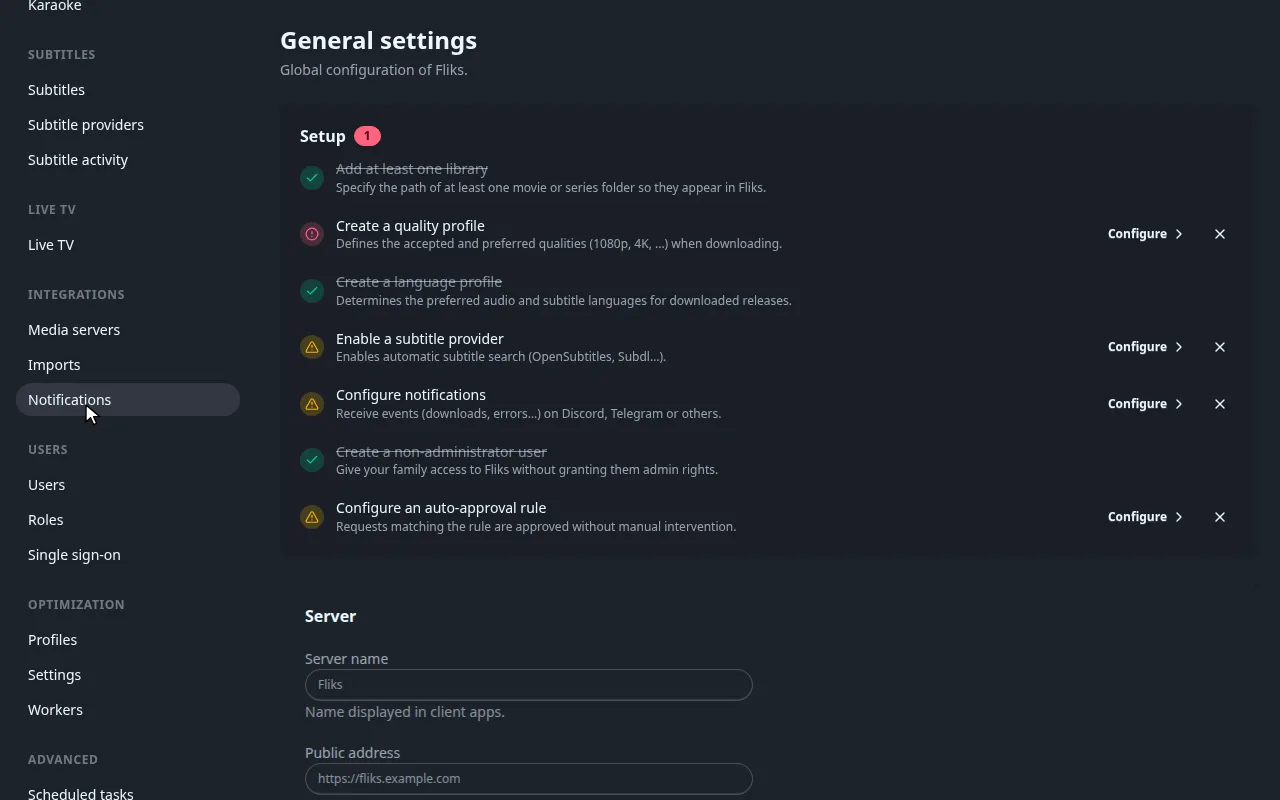 Karaoke
SUBTITLES
Subtitles
Subtitle providers
Subtitle activity
LIVE TV
Live TV
INTEGRATIONS
Media servers
Imports
Notifications
USERS
Users
Roles
Single sign-on
OPTIMIZATION
Profiles
Settings
Workers
ADVANCED
Scheduled tasks
General settings
Global configuration of Fliks.
Setup 1
Add at least one library
Specify the path of at least one movie or series folder so they appear in Fliks.
Create a quality profile
Defines the accepted and preferred qualities (1080p, 4K, ...) when downloading.
Configure
Create a language profile
Determines the preferred audio and subtitle languages for downloaded releases.
Enable a subtitle provider
Enables automatic subtitle search (OpenSubtitles, Subdl...).
Configure
Configure notifications
Receive events (downloads, errors...) on Discord, Telegram or others.
Configure
Create a non-administrator user
Give your family access to Fliks without granting them admin rights.
Configure an auto-approval rule
Requests matching the rule are approved without manual intervention.
Configure
Server
Server name
Fliks
Name displayed in client apps.
Public address
https://fliks.example.com